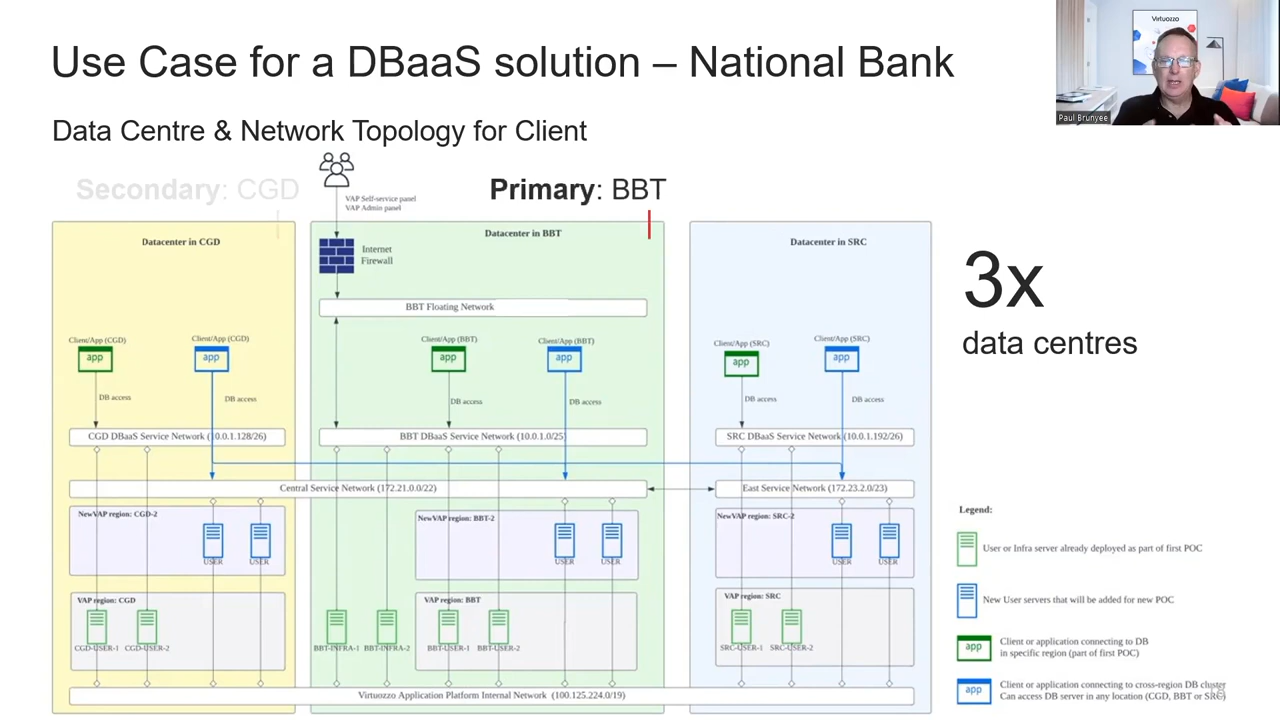 Use Case for a DBaaS solution – National Bank
Virtuozzo
Paul Brunyee
Data Centre & Network Topology for Client
Secondary: CGD
Primary: BBT
VAP Self-service panel
VAP Admin panel
Datacenter in CGD
Datacenter in BBT
Datacenter in SRC
Internet
Firewall
BBT Floating Network
3x
data centres
Client/App (CGD)
Client/App (CGD)
Client/App (BBT)
Client/App (BBT)
Client/App (SRC)
Client/App (SRC)
app
app
app
app
app
app
DB access
DB access
DB access
DB access
DB access
DB access
CGD DBaaS Service Network (10.0.1.128/26)
BBT DBaaS Service Network (10.0.1.0/25)
SRC DBaaS Service Network (10.0.1.192/26)
Central Service Network (172.21.0.0/22)
East Service Network (172.23.2.0/23)
NewVAP region: CGD-2
NewVAP region: BBT-2
NewVAP region: SRC-2
USER
USER
USER
USER
USER
USER
VAP region: CGD
VAP region: BBT
VAP region: SRC
CGD-USER-1
CGD-USER-2
BBT-INFRA-1
BBT-INFRA-2
BBT-USER-1
BBT-USER-2
SRC-USER-1
SRC-USER-2
Virtuozzo Application Platform Internal Network (100.125.224.0/19)
Legend:
User or Infra server already deployed as part of first POC
New User servers that will be added for new POC
app
Client or application connecting to DB
in specific region (part of first POC)
app
Client or application connecting to cross-region DB cluster
Can access DB server in any location (CGD, BBT or SRC)